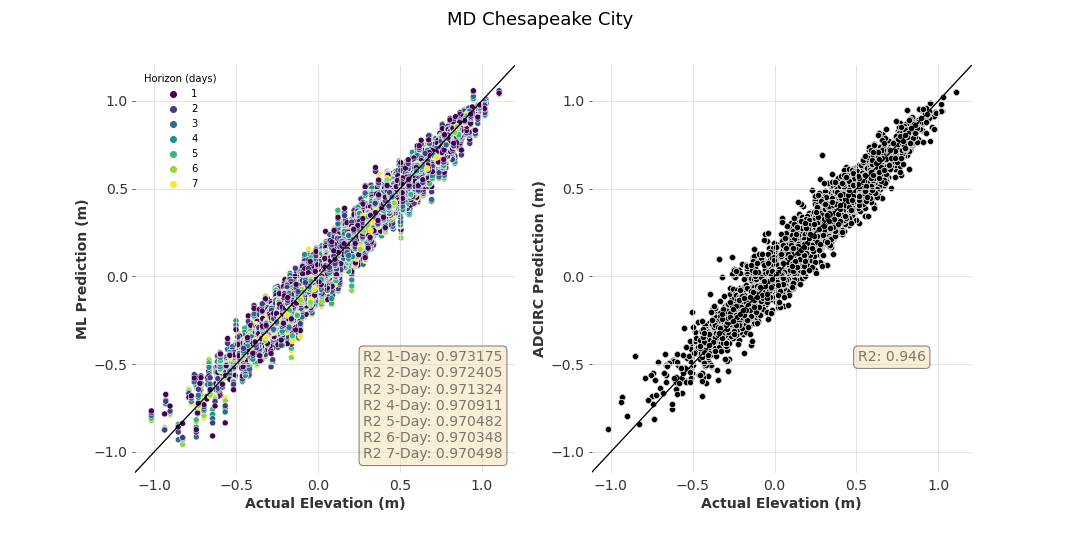 MD Chesapeake City
Horizon (days)
1
2
3
4
5
6
7
ML Prediction (m)
1.0
0.5
0.0
−0.5
−1.0
R2 1-Day: 0.973175
R2 2-Day: 0.972405
R2 3-Day: 0.971324
R2 4-Day: 0.970911
R2 5-Day: 0.970482
R2 6-Day: 0.970348
R2 7-Day: 0.970498
−1.0 −0.5 0.0 0.5 1.0
Actual Elevation (m)
ADCIRC Prediction (m)
1.0
0.5
0.0
−0.5
−1.0
R2: 0.946
−1.0 −0.5 0.0 0.5 1.0
Actual Elevation (m)